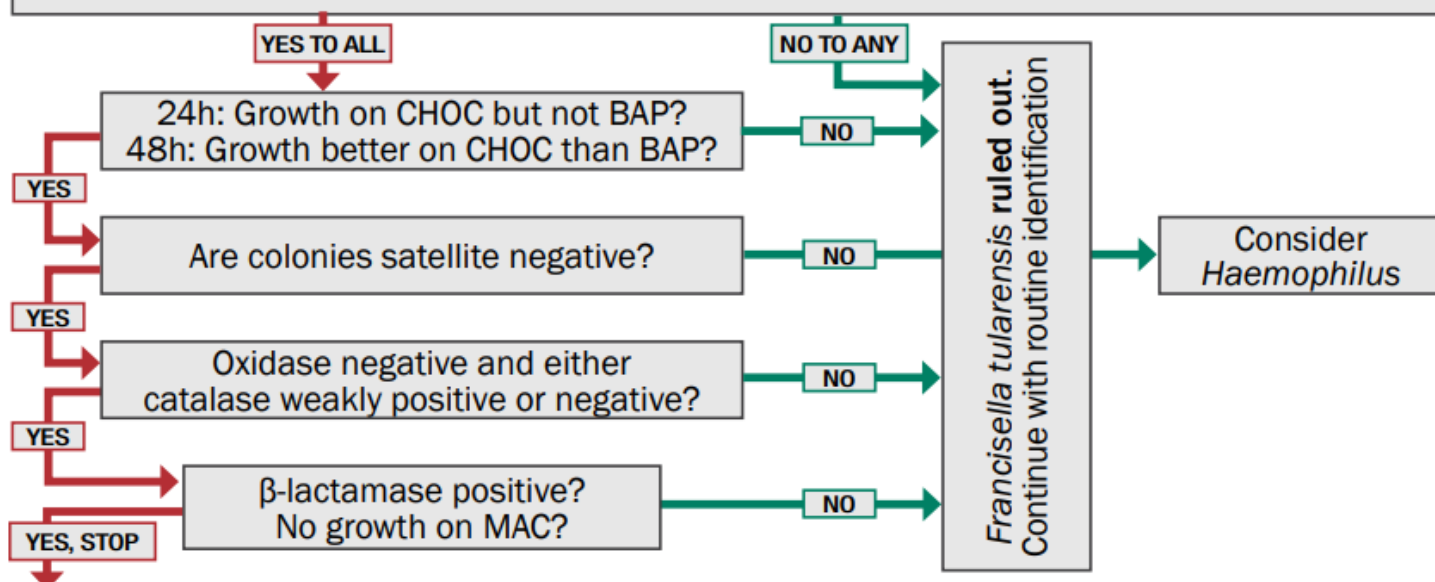 YES TO ALL
NO TO ANY
24h: Growth on CHOC but not BAP?
48h: Growth better on CHOC than BAP?
NO
YES
Are colonies satellite negative?
NO
YES
Oxidase negative and either
catalase weakly positive or negative?
NO
YES
β-lactamase positive?
No growth on MAC?
NO
YES, STOP
Francisella tularensis ruled out.
Continue with routine identification
Consider
Haemophilus